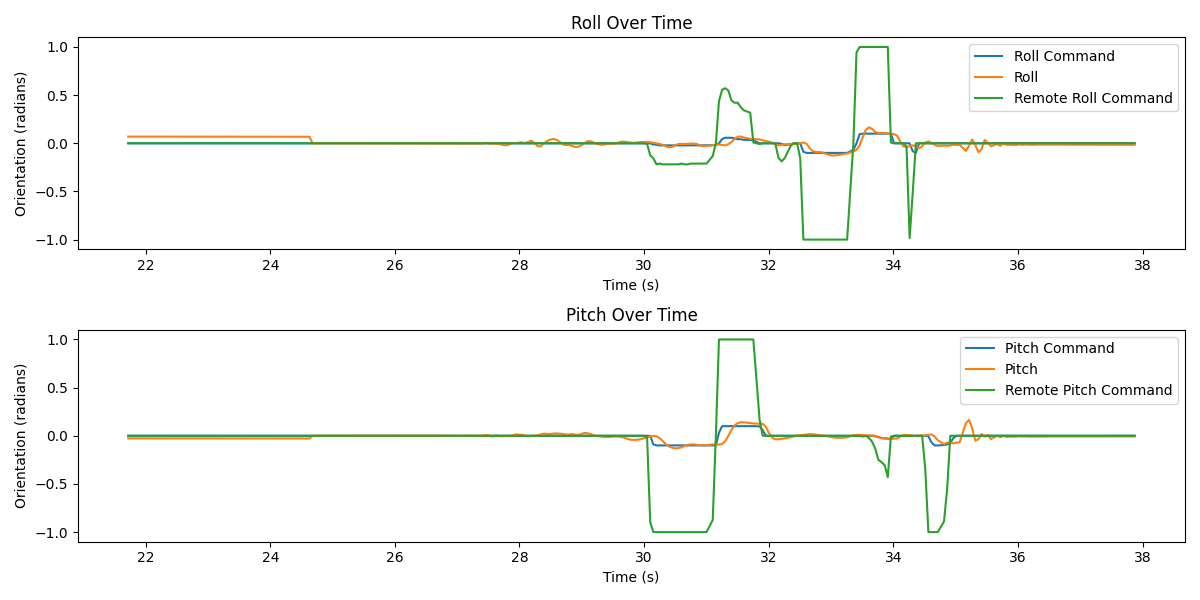 Roll Over Time
Orientation (radians)
1.0
0.5
0.0
−0.5
−1.0
Roll Command
Roll
Remote Roll Command
22 24 26 28 30 32 34 36 38
Time (s)
Pitch Over Time
Orientation (radians)
1.0
0.5
0.0
−0.5
−1.0
Pitch Command
Pitch
Remote Pitch Command
22 24 26 28 30 32 34 36 38
Time (s)